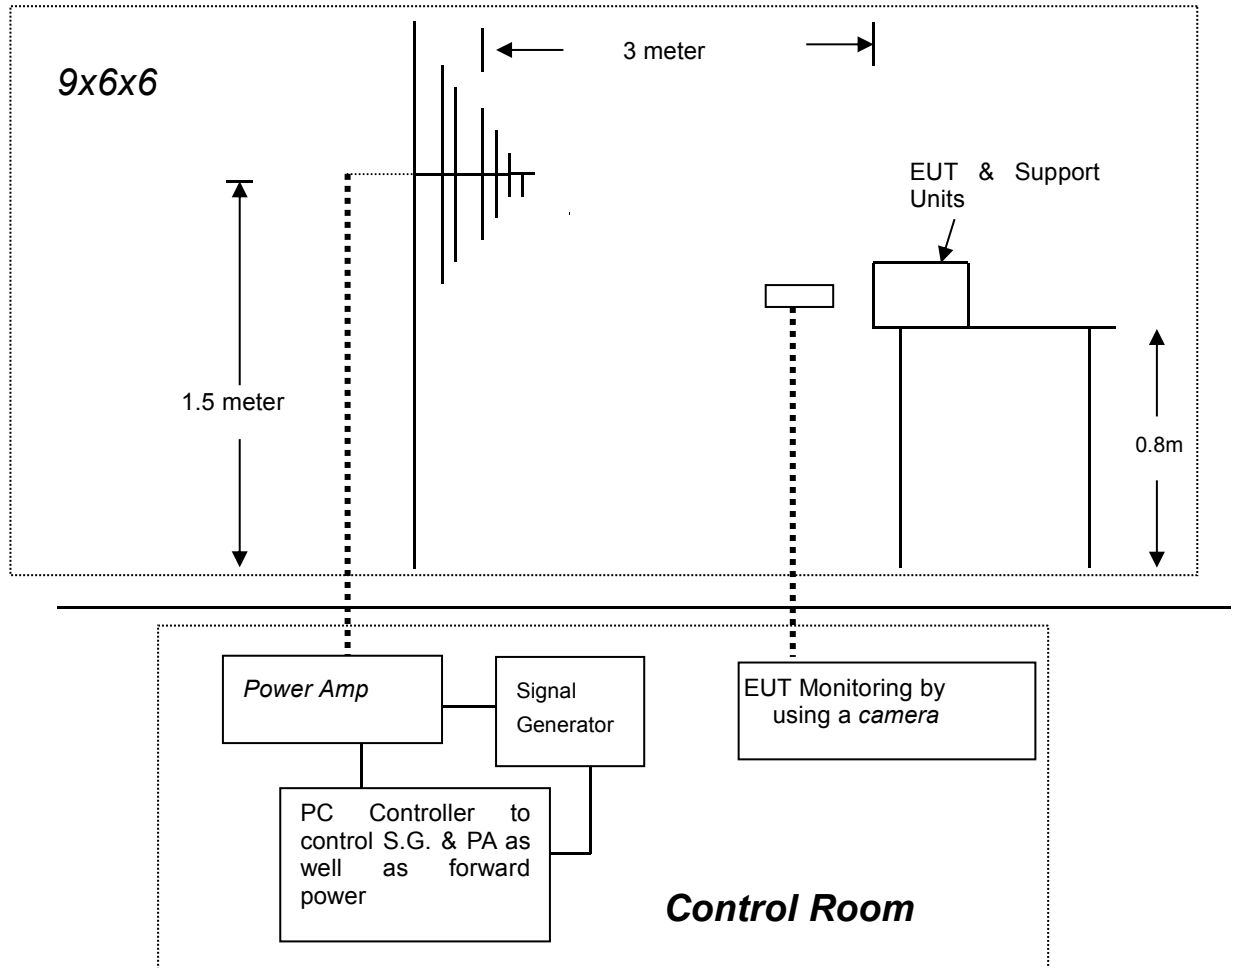 3 meter
9x6x6
EUT & Support
Units
1.5 meter
0.8m
Power Amp
Signal
Generator
EUT Monitoring by
using a camera
PC Controller to
control S.G. & PA as
well as forward
power
Control Room